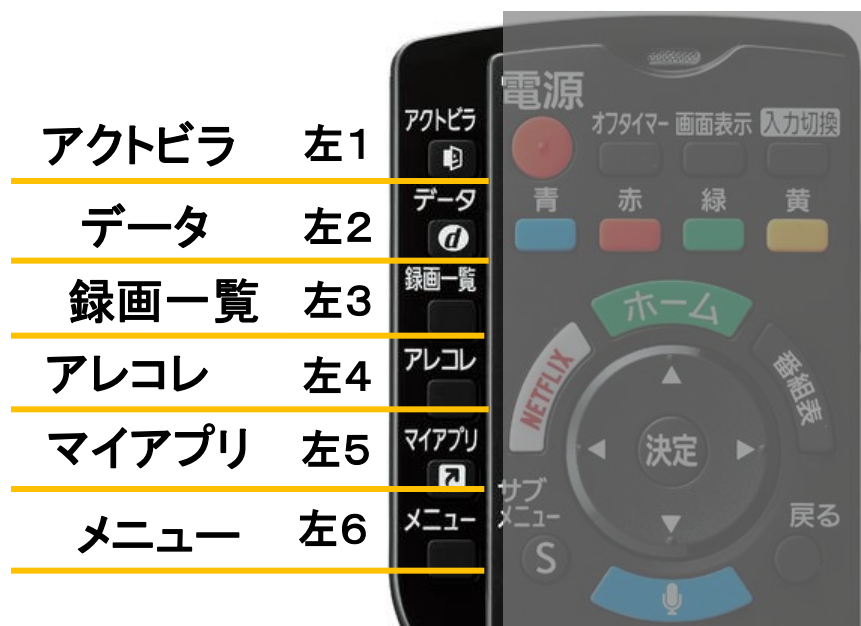 アクトビラ 左1
データ 左2
録画一覧 左3
アレコレ 左4
マイアプリ 左5
メニュー 左6
アクトビラ
データ
d
録画一覧
アレコレ
マイアプリ
メニュー
電源
オフタイマー 画面表示 入力切換
青 赤 緑 黄
ホーム
NETFLIX
番組表
決定
サブ
メニュー
S
戻る